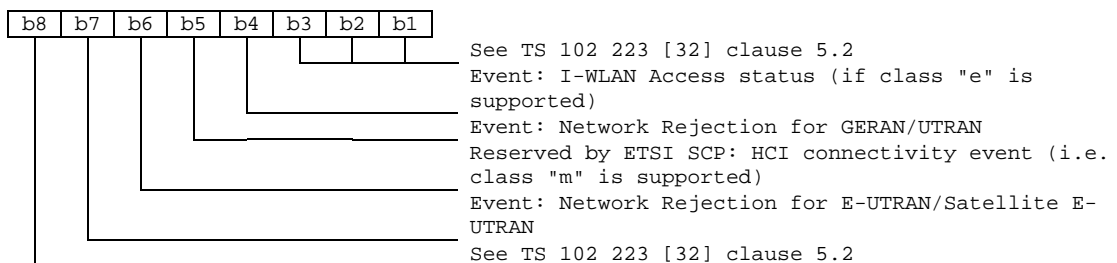 b8 b7 b6 b5 b4 b3 b2 b1
See TS 102 223 [32] clause 5.2
Event: I-WLAN Access status (if class "e" is
supported)
Event: Network Rejection for GERAN/UTRAN
Reserved by ETSI SCP: HCI connectivity event (i.e.
class "m" is supported)
Event: Network Rejection for E-UTRAN/Satellite E-
UTRAN
See TS 102 223 [32] clause 5.2